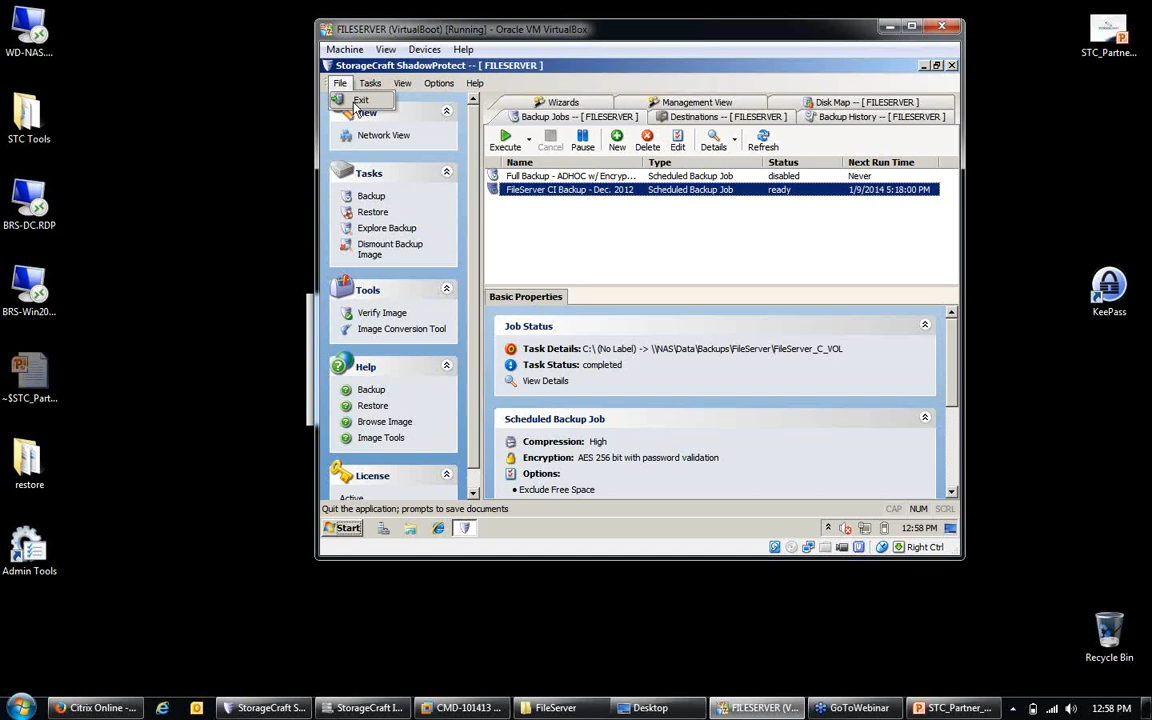 WD-NAS....
STC Tools
BRS-DC.RDP
BRS-Win20...
~$STC_Part...
restore
Admin Tools
STC_Partne...
KeePass
Recycle Bin
FILESERVER (VirtualBoot) [Running] - Oracle VM VirtualBox
Machine View Devices Help
StorageCraft ShadowProtect -- [ FILESERVER ]
File Tasks View Options Help
Exit
View
Network View
Tasks
Backup
Restore
Explore Backup
Dismount Backup
Image
Tools
Verify Image
Image Conversion Tool
Help
Backup
Restore
Browse Image
Image Tools
License
Active
Wizards Management View Disk Map -- [ FILESERVER ]
Backup Jobs -- [ FILESERVER ] Destinations -- [ FILESERVER ] Backup History -- [ FILESERVER ]
Execute Cancel Pause New Delete Edit Details Refresh
Name Type Status Next Run Time
Full Backup - ADHOC w/ Encryp... Scheduled Backup Job disabled Never
FileServer CI Backup - Dec. 2012 Scheduled Backup Job ready 1/9/2014 5:18:00 PM
Basic Properties
Job Status
Task Details: C:\ (No Label) -> \\NAS\Data\Backups\FileServer\FileServer_C_VOL
Task Status: completed
View Details
Scheduled Backup Job
Compression: High
Encryption: AES 256 bit with password validation
Options:
• Exclude Free Space
Quit the application; prompts to save documents CAP NUM SCRL
Start 12:58 PM
Right Ctrl
Citrix Online -... StorageCraft S... StorageCraft I... CMD-101413 ... FileServer Desktop FILESERVER (V... GoToWebinar STC_Partner_... 12:58 PM